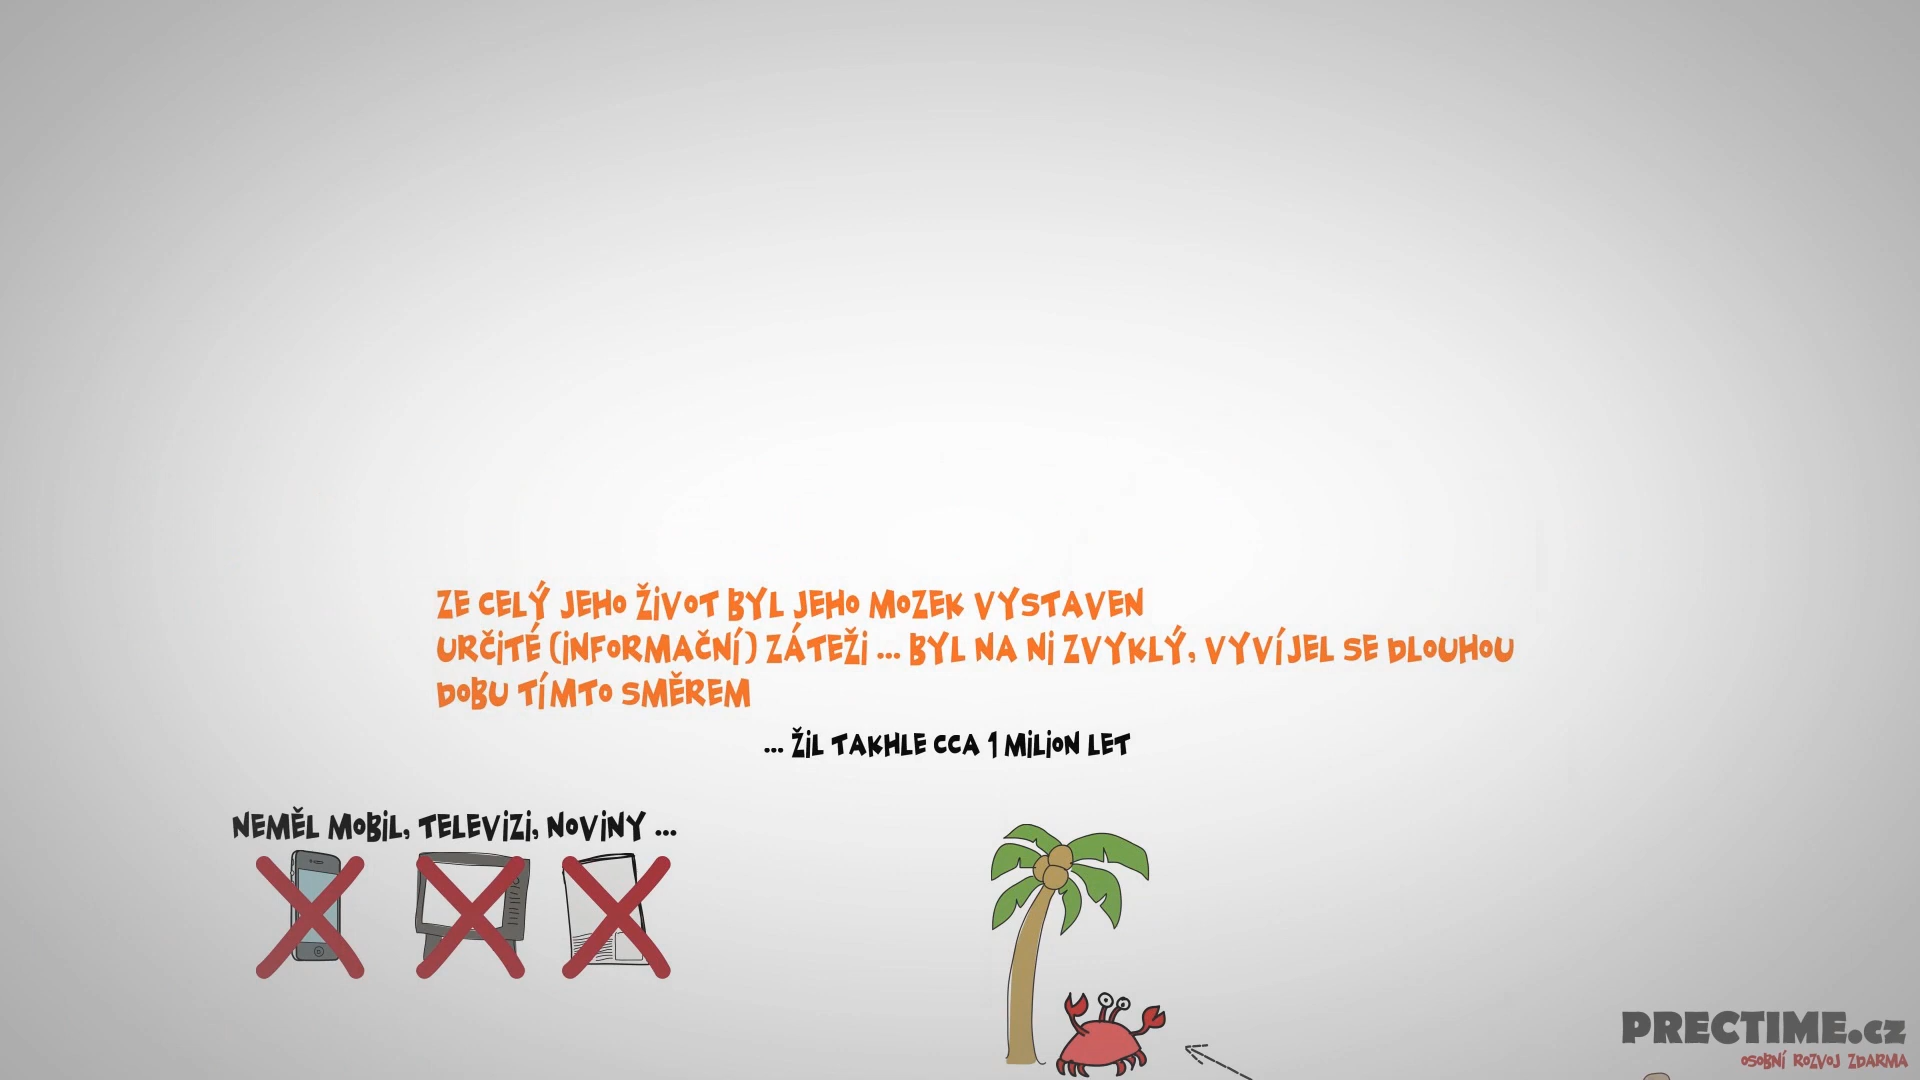 ZE CELÝ JEHO ŽIVOT BYL JEHO MOZEK VYSTAVEN
URČITÉ (INFORMAČNÍ) ZÁTEŽI ... BYL NA NI ZVYKLÝ, VYVÍJEL SE DLOUHOU
DOBU TÍMTO SMĚREM
... ŽIL TAKHLE CCA 1 MILION LET
NEMĚL MOBIL, TELEVIZI, NOVINY ...
PRECTIME.cz
OSOBNÍ ROZVOJ ZDARMA